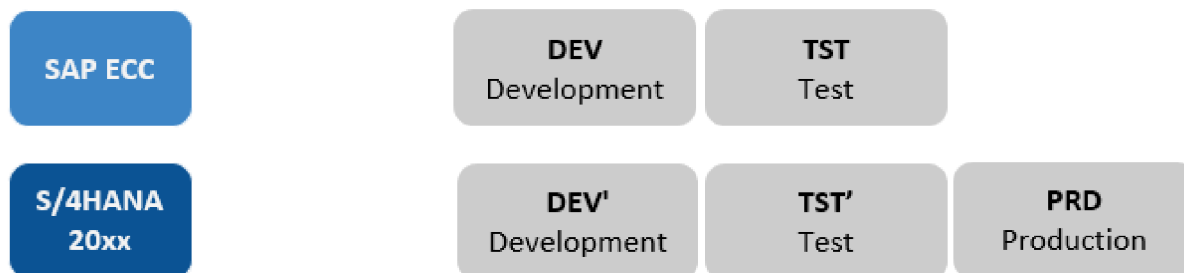 SAP ECC
DEV
Development
TST
Test
S/4HANA
20xx
DEV'
Development
TST’
Test
PRD
Production